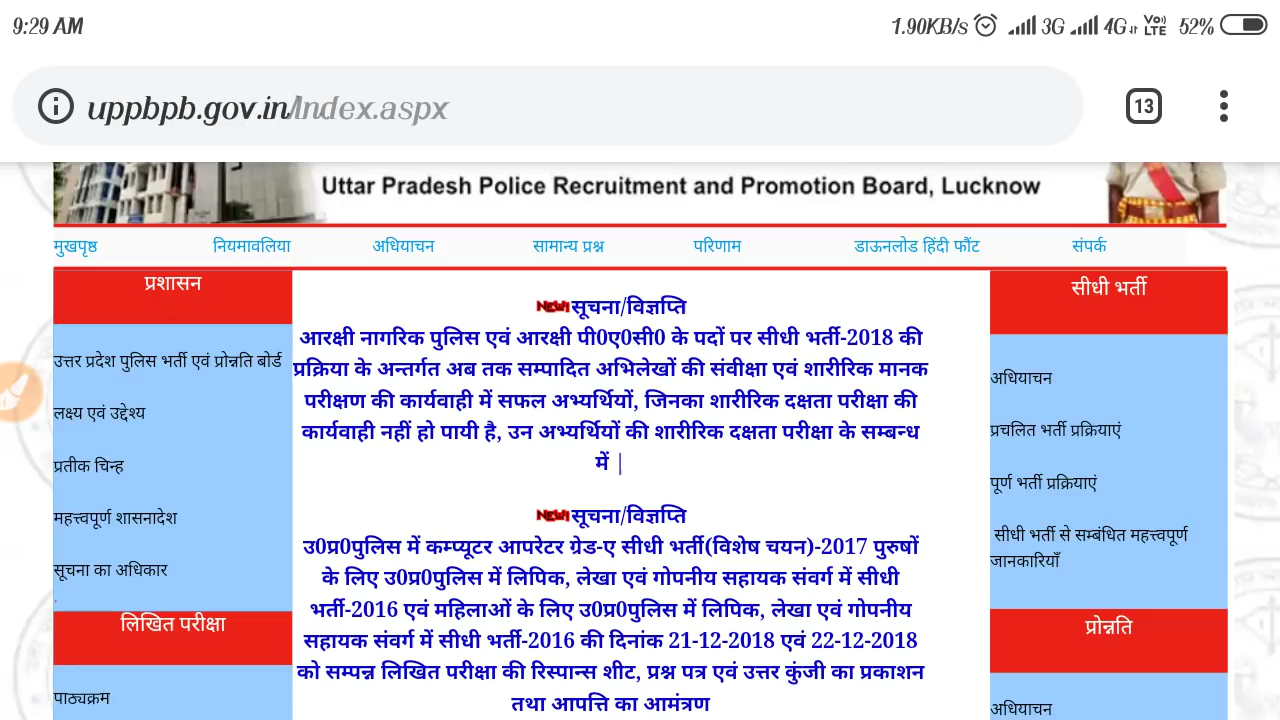 9:29 AM
1.90KB/s 3G 4G VoLTE 52%
uppbpb.gov.in/Index.aspx
13
Uttar Pradesh Police Recruitment and Promotion Board, Lucknow
मुखपृष्ठ नियमावलिया अधियाचन सामान्य प्रश्न परिणाम डाऊनलोड हिंदी फौंट संपर्क
प्रशासन
उत्तर प्रदेश पुलिस भर्ती एवं प्रोन्नति बोर्ड
लक्ष्य एवं उद्देश्य
प्रतीक चिन्ह
महत्त्वपूर्ण शासनादेश
सूचना का अधिकार
लिखित परीक्षा
पाठ्यक्रम
NEW! सूचना/विज्ञप्ति
आरक्षी नागरिक पुलिस एवं आरक्षी पी0ए0सी0 के पदों पर सीधी भर्ती-2018 की
प्रक्रिया के अन्तर्गत अब तक सम्पादित अभिलेखों की संवीक्षा एवं शारीरिक मानक
परीक्षण की कार्यवाही में सफल अभ्यर्थियों, जिनका शारीरिक दक्षता परीक्षा की
कार्यवाही नहीं हो पायी है, उन अभ्यर्थियों की शारीरिक दक्षता परीक्षा के सम्बन्ध
में |
NEW! सूचना/विज्ञप्ति
उ0प्र0पुलिस में कम्प्यूटर आपरेटर ग्रेड-ए सीधी भर्ती(विशेष चयन)-2017 पुरुषों
के लिए उ0प्र0पुलिस में लिपिक, लेखा एवं गोपनीय सहायक संवर्ग में सीधी
भर्ती-2016 एवं महिलाओं के लिए उ0प्र0पुलिस में लिपिक, लेखा एवं गोपनीय
सहायक संवर्ग में सीधी भर्ती-2016 की दिनांक 21-12-2018 एवं 22-12-2018
को सम्पन्न लिखित परीक्षा की रिस्पान्स शीट, प्रश्न पत्र एवं उत्तर कुंजी का प्रकाशन
तथा आपत्ति का आमंत्रण
सीधी भर्ती
अधियाचन
प्रचलित भर्ती प्रक्रियाएं
पूर्ण भर्ती प्रक्रियाएं
सीधी भर्ती से सम्बंधित महत्त्वपूर्ण
जानकारियाँ
प्रोन्नति
अधियाचन